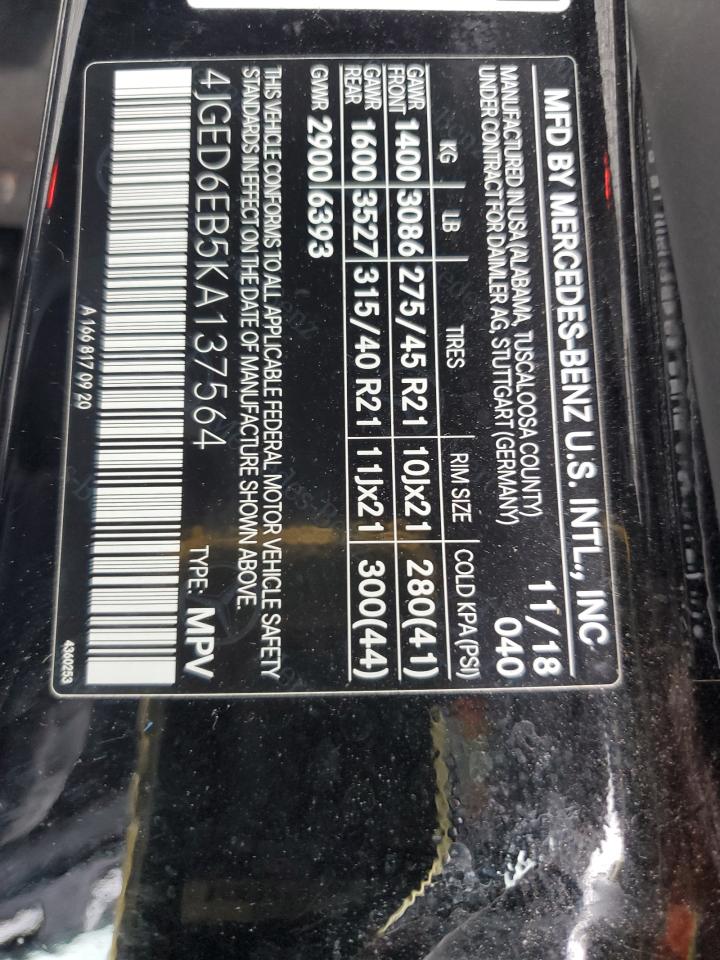 MFD BY MERCEDES-BENZ U.S. INTL., INC
MANUFACTURED IN USA (ALABAMA, TUSCALOOSA COUNTY) 11/18
UNDER CONTRACT FOR DAIMLER AG, STUTTGART (GERMANY) 040
KG LB TIRES RIM SIZE COLD KPA (PSI)
GAWR FRONT 1400 3086 275/45 R21 10Jx21 280(41)
GAWR REAR 1600 3527 315/40 R21 11Jx21 300(44)
GVWR 2900 6393
THIS VEHICLE CONFORMS TO ALL APPLICABLE FEDERAL MOTOR VEHICLE SAFETY
STANDARDS IN EFFECT ON THE DATE OF MANUFACTURE SHOWN ABOVE.
4JGED6EB5KA137564 TYPE: MPV
A 166 817 09 20 4360253